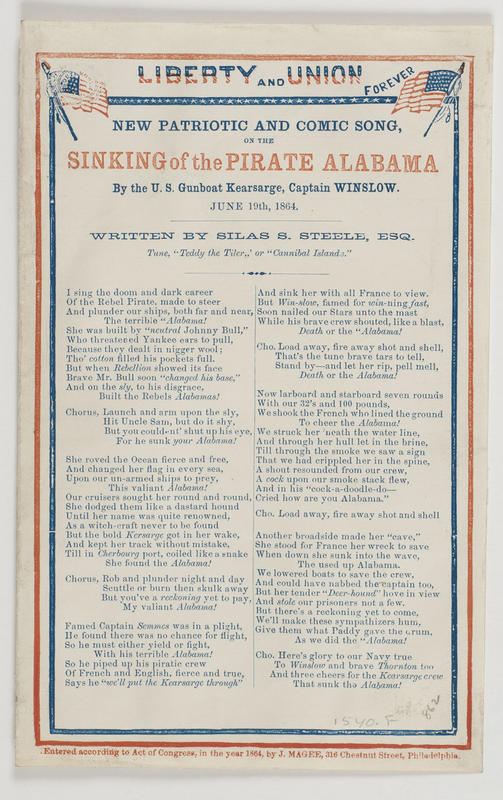 LIBERTY AND UNION FOREVER
NEW PATRIOTIC AND COMIC SONG,
ON THE
SINKING of the PIRATE ALABAMA
By the U. S. Gunboat Kearsarge, Captain WINSLOW.
JUNE 19th, 1864.
WRITTEN BY SILAS S. STEELE, ESQ.
Tune, "Teddy the Tiler,,' or "Cannibal Islands."
I sing the doom and dark career
Of the Rebel Pirate, made to steer
And plunder our ships, both far and near,
The terrible "Alabama!
She was built by "neutral Johnny Bull,"
Who threatened Yankee ears to pull,
Because they dealt in nigger wool;
Tho' cotton filled his pockets full.
But when Rebellion showed its face
Brave Mr. Bull soon "changed his base,"
And on the sly, to his disgrace,
Built the Rebels Alabamas!
Chorus, Launch and arm upon the sly,
Hit Uncle Sam, but do it shy,
But you could-nt' shut up his eye,
For he sunk your Alabama!
She roved the Ocean fierce and free,
And changed her flag in every sea,
Upon our un-armed ships to prey,
This valiant Alabama!
Our cruisers sought her round and round,
She dodged them like a dastard hound
Until her name was quite renowned,
As a witch-craft never to be found
But the bold Kersarge got in her wake,
And kept her track without mistake,
Till in Cherbourg port, coiled like a snake
She found the Alabama!
Chorus, Rob and plunder night and day
Scuttle or burn then skulk away
But you've a reckoning yet to pay,
My valiant Alabama!
Famed Captain Semmes was in a plight,
He found there was no chance for flight,
So he must either yield or fight,
With his terrible Alabama!
So he piped up his piratic crew
Of French and English, fierce and true,
Says he "we'll put the Kearsarge through"
And sink her with all France to view.
But Win-slow, famed for win-ning fast,
Soon nailed our Stars unto the mast
While his brave crew shouted, like a blast,
Death or the "Alabama!
Cho. Load away, fire away shot and shell,
That's the tune brave tars to tell,
Stand by—and let her rip, pell mell,
Death or the Alabama!
Now larboard and starboard seven rounds
With our 32's and 100 pounds,
We shook the French who lined the ground
To cheer the Alabama!
We struck her 'neath the water line,
And through her hull let in the brine,
Till through the smoke we saw a sign
That we had crippled her in the spine,
A shout resounded from our crew,
A cock upon our smoke stack flew,
And in his "cock-a-doodle-do—
Cried how are you Alabama."
Cho. Load away, fire away shot and shell
Another broadside made her "cave,"
She stood for France her wreck to save
When down she sunk into the wave,
The used up Alabama.
We lowered boats to save the crew,
And could have nabbed the captain too,
But her tender "Deer-hound" hove in view
And stole our prisoners not a few.
But there's a reckoning yet to come,
We'll make these sympathizers hum,
Give them what Paddy gave the drum,
As we did the "Alabama!
Cho. Here's glory to our Navy true
To Winslow and brave Thornton too
And three cheers for the Kearsarge crew
That sunk the Alabama!
1540.F
862
Entered according to Act of Congress, in the year 1864, by J. MAGEE, 316 Chestnut Street, Philadelphia.